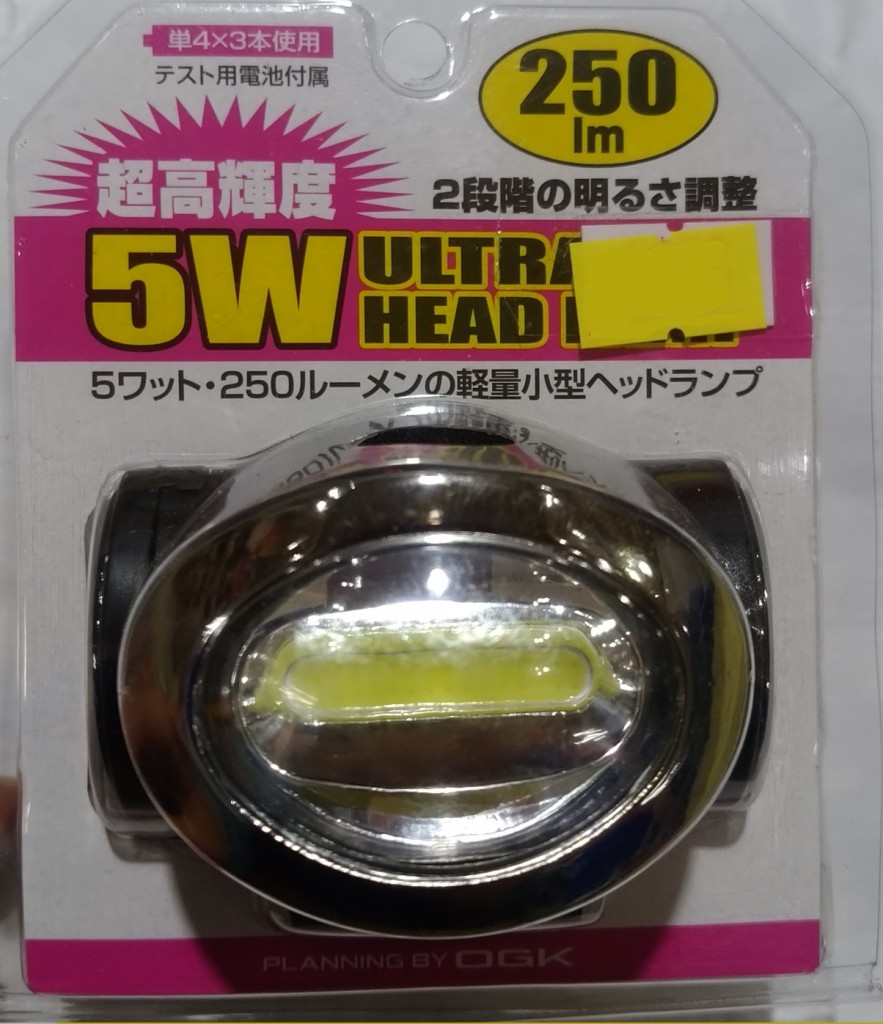 単4×3本使用
テスト用電池付属
250
lm
超高輝度
2段階の明るさ調整
5W
ULTRA
HEAD
5ワット・250ルーメンの軽量小型ヘッドランプ
PLANNING BY OGK